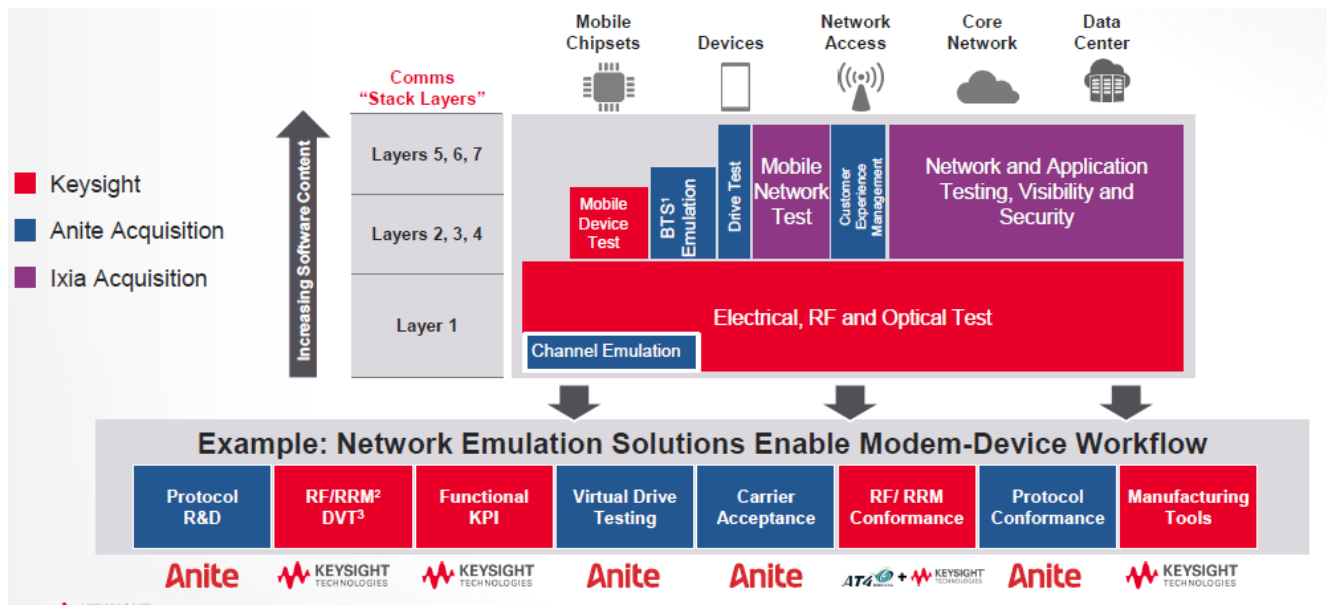 Mobile
Chipsets
Devices
Network
Access
Core
Network
Data
Center
Comms
"Stack Layers"
Increasing Software Content
Layers 5, 6, 7
Layers 2, 3, 4
Layer 1
Keysight
Anite Acquisition
Ixia Acquisition
Mobile
Device
Test
BTS¹
Emulation
Drive Test
Mobile
Network
Test
Customer
Experience
Management
Network and Application
Testing, Visibility and
Security
Electrical, RF and Optical Test
Channel Emulation
Example: Network Emulation Solutions Enable Modem-Device Workflow
Protocol
R&D
RF/RRM²
DVT³
Functional
KPI
Virtual Drive
Testing
Carrier
Acceptance
RF/ RRM
Conformance
Protocol
Conformance
Manufacturing
Tools
Anite
KEYSIGHT
TECHNOLOGIES
KEYSIGHT
TECHNOLOGIES
Anite
Anite
AT4 + KEYSIGHT
TECHNOLOGIES
Anite
KEYSIGHT
TECHNOLOGIES